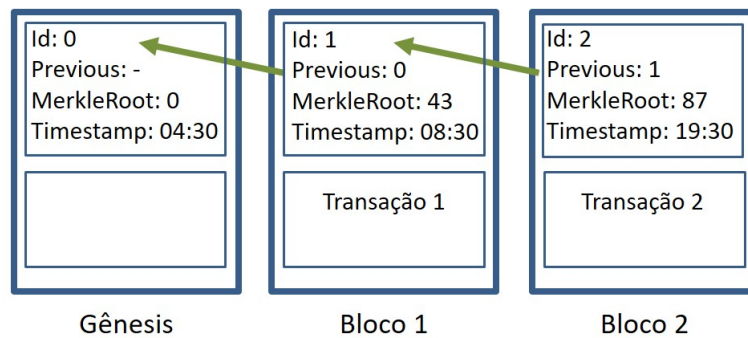 Id: 0
Previous: -
MerkleRoot: 0
Timestamp: 04:30
Gênesis
Id: 1
Previous: 0
MerkleRoot: 43
Timestamp: 08:30
Transação 1
Bloco 1
Id: 2
Previous: 1
MerkleRoot: 87
Timestamp: 19:30
Transação 2
Bloco 2